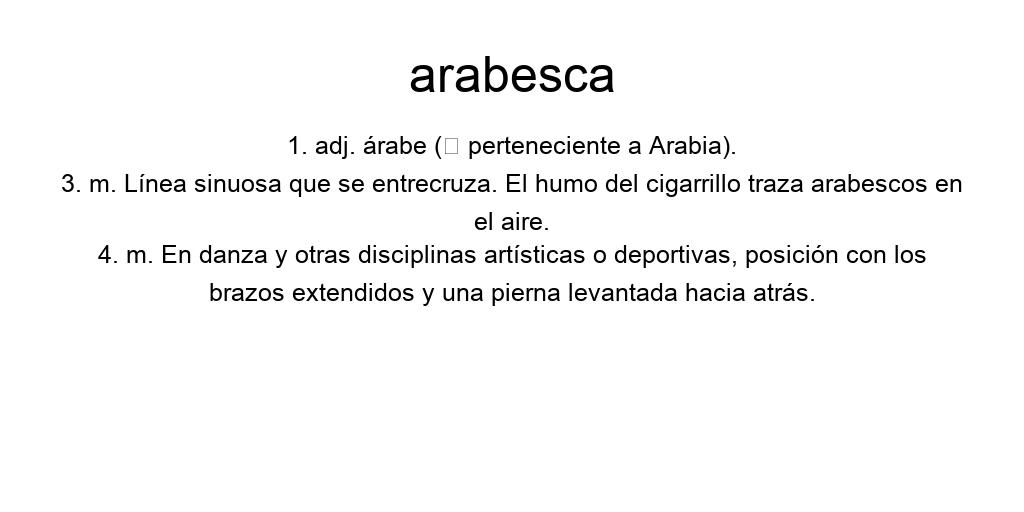 arabesca
1. adj. árabe (▯ perteneciente a Arabia).
3. m. Línea sinuosa que se entrecruza. El humo del cigarrillo traza arabescos en
el aire.
4. m. En danza y otras disciplinas artísticas o deportivas, posición con los
brazos extendidos y una pierna levantada hacia atrás.